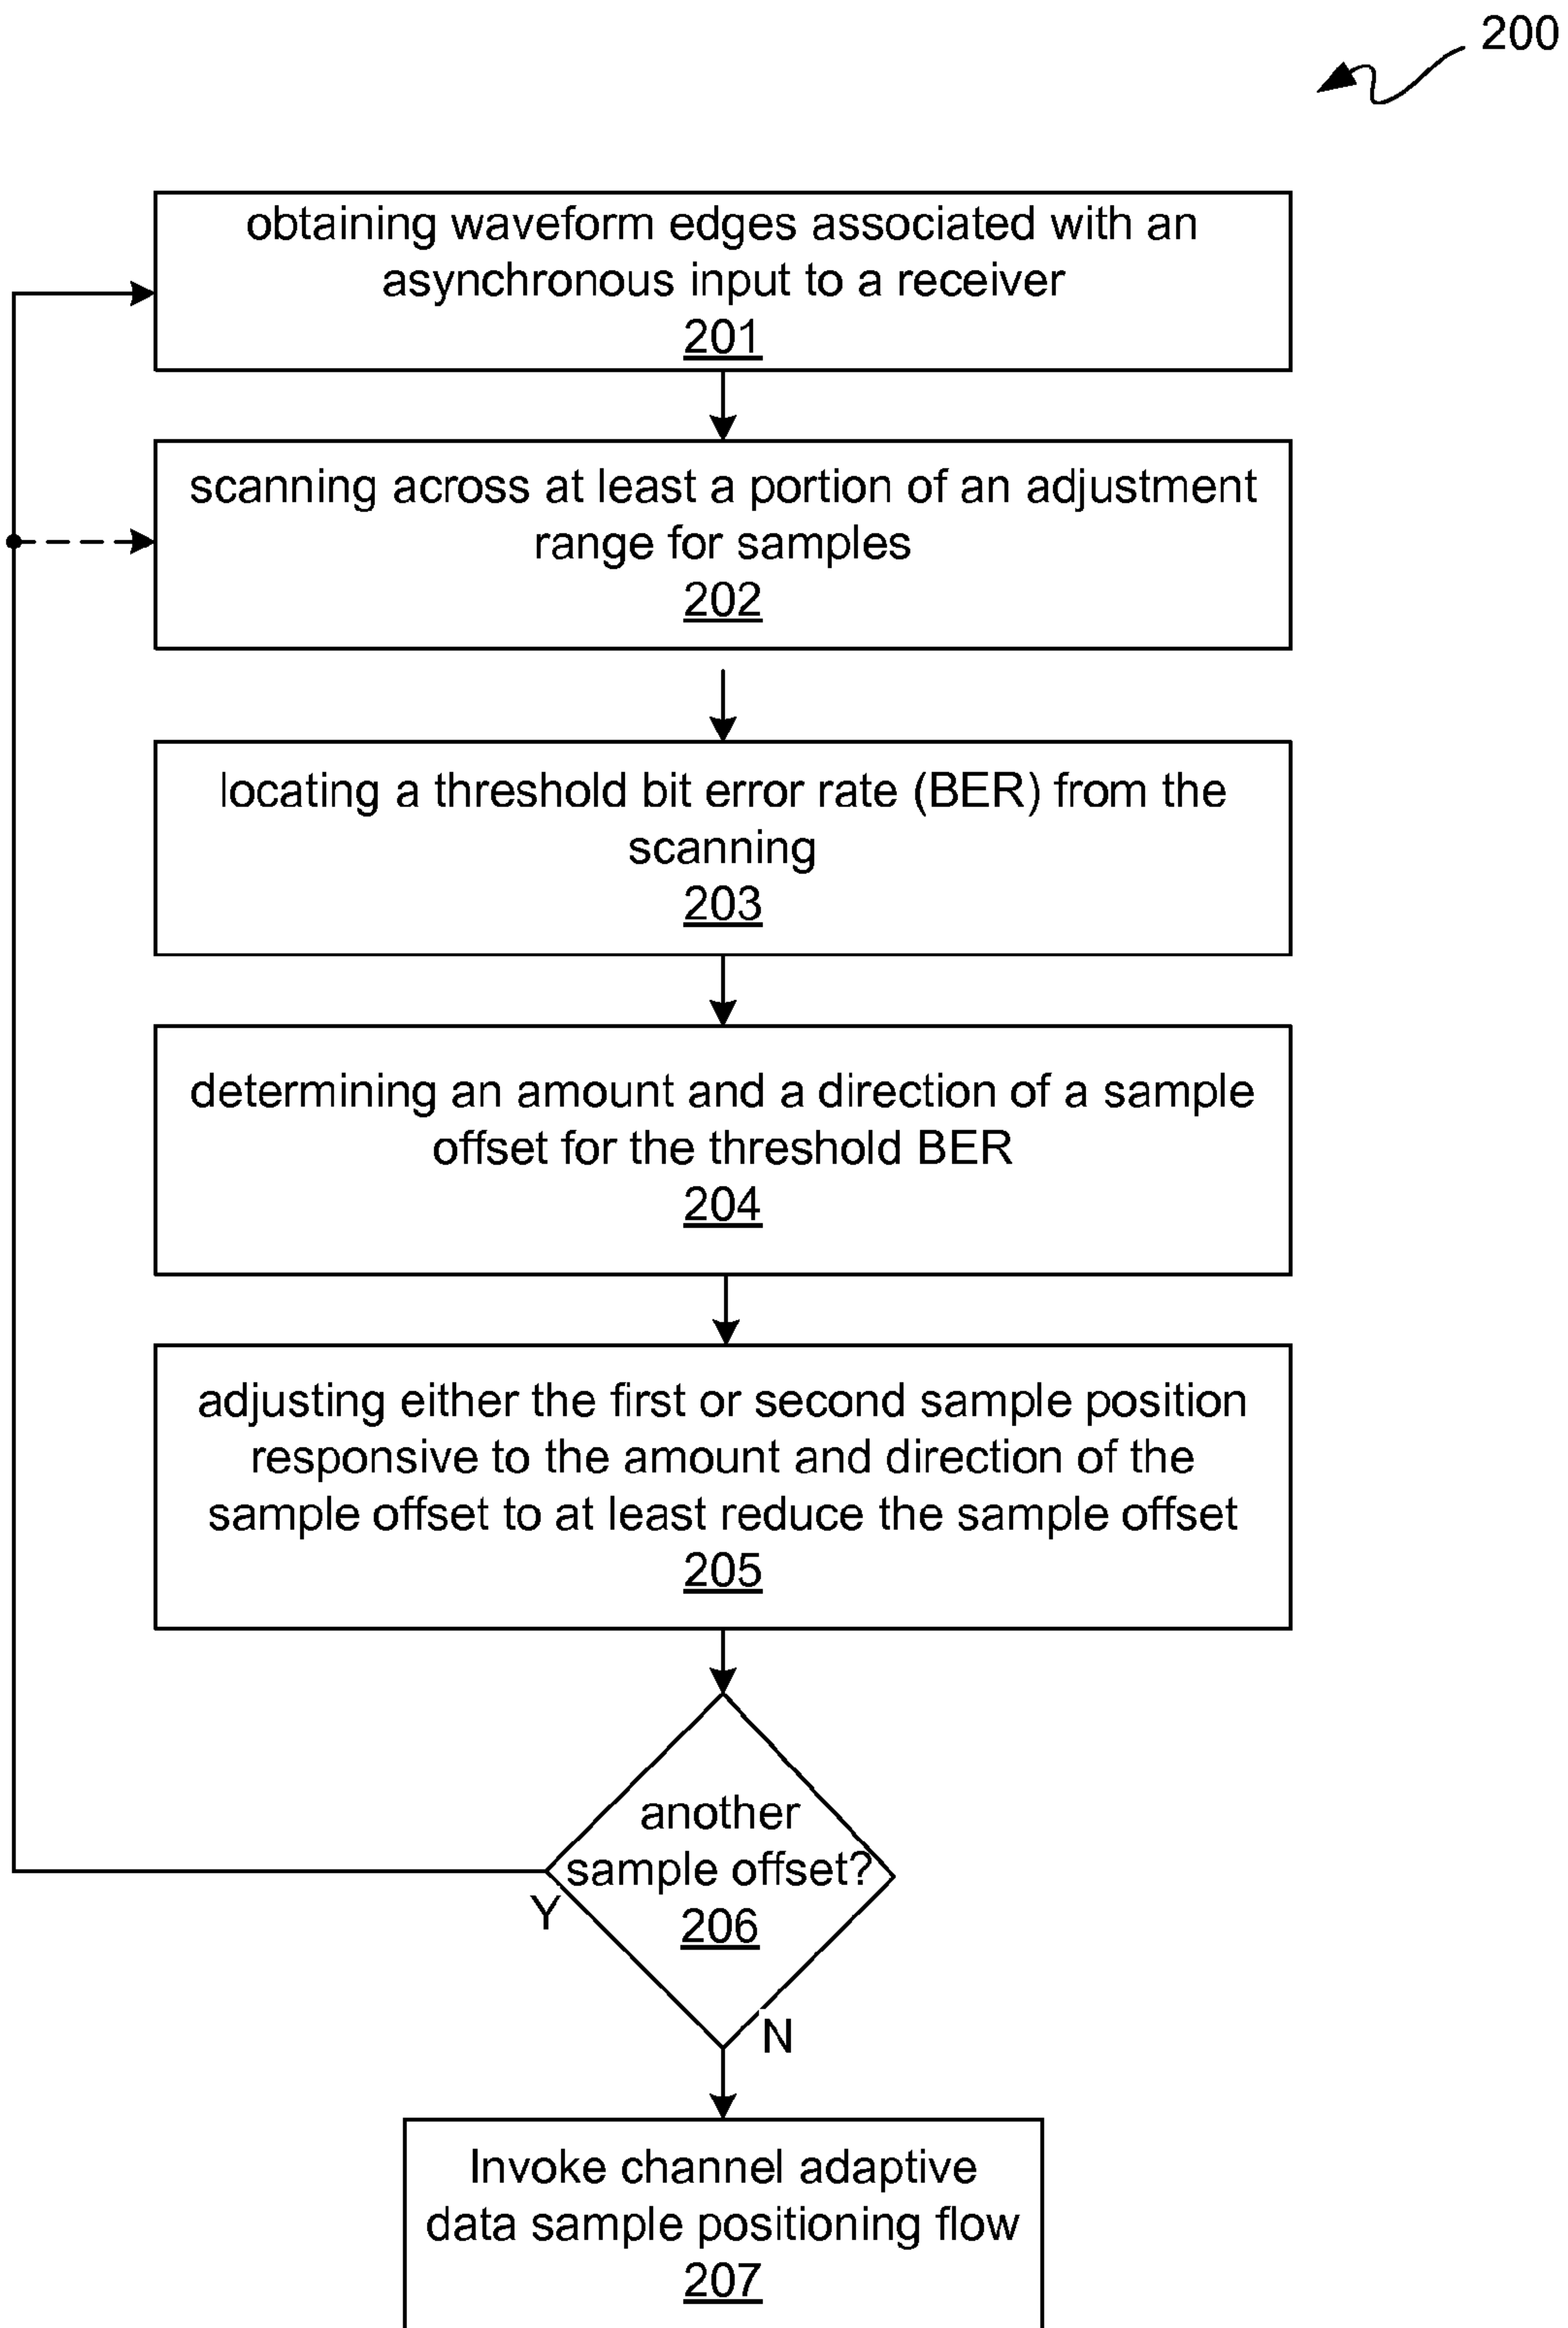 200
obtaining waveform edges associated with an
asynchronous input to a receiver
201
scanning across at least a portion of an adjustment
range for samples
202
locating a threshold bit error rate (BER) from the
scanning
203
determining an amount and a direction of a sample
offset for the threshold BER
204
adjusting either the first or second sample position
responsive to the amount and direction of the
sample offset to at least reduce the sample offset
205
another
sample offset?
206
Y
N
Invoke channel adaptive
data sample positioning flow
207